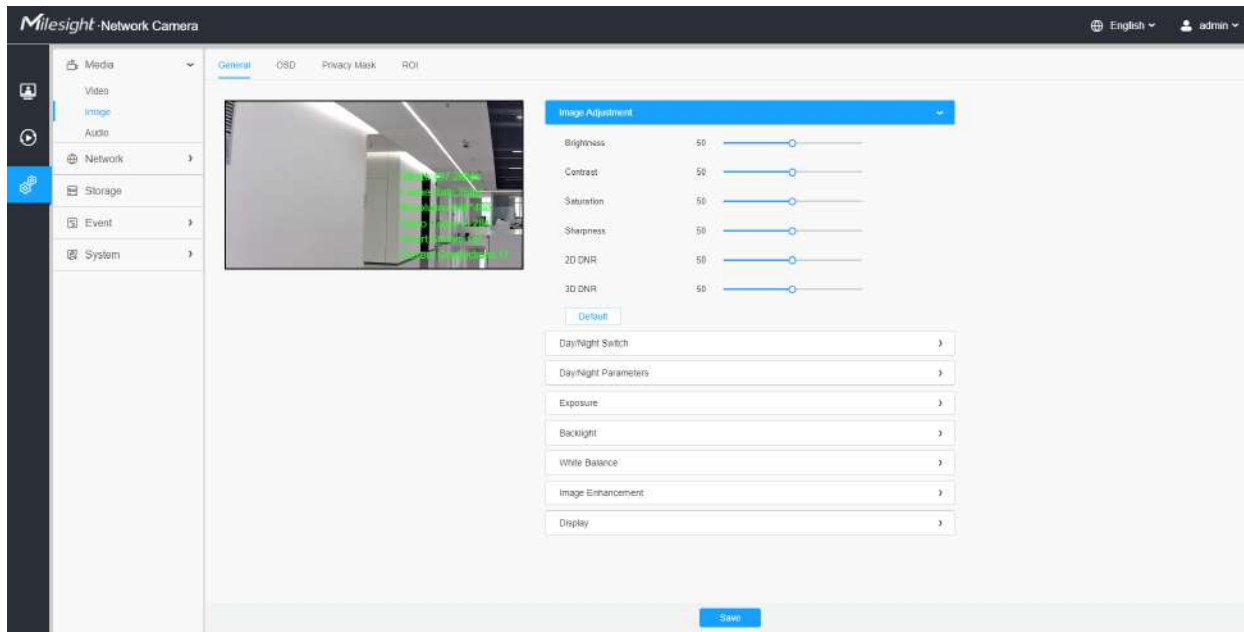 Milesight ·Network Camera
English
admin
Media
Video
Image
Audio
Network
Storage
Event
System
General OSD Privacy Mask ROI
Image Adjustment
Brightness 50
Contrast 50
Saturation 50
Sharpness 50
2D DNR 50
3D DNR 50
Default
Day/Night Switch
Day/Night Parameters
Exposure
Backlight
White Balance
Image Enhancement
Display
Save